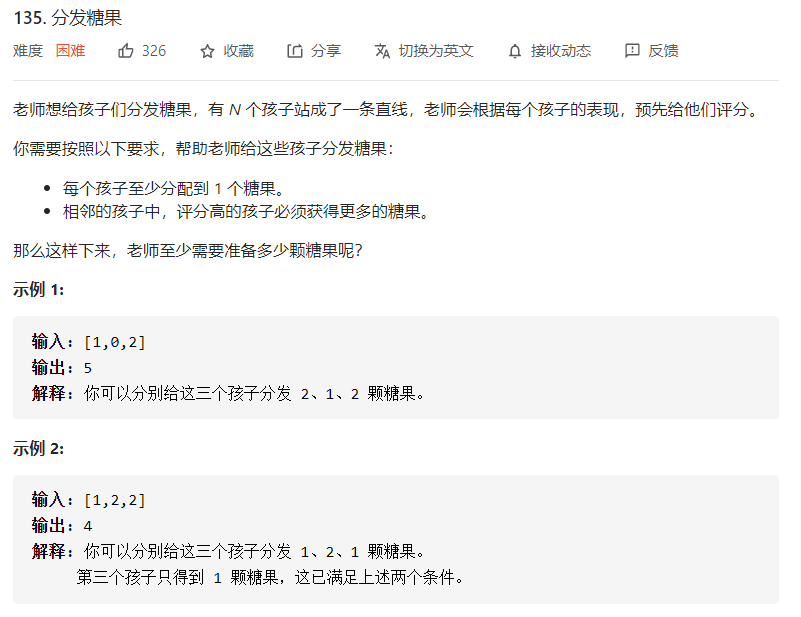 135. 分发糖果
难度 困难 326 收藏 分享 切换为英文 接收动态 反馈
老师想给孩子们分发糖果，有 N 个孩子站成了一条直线，老师会根据每个孩子的表现，预先给他们评分。
你需要按照以下要求，帮助老师给这些孩子分发糖果：
• 每个孩子至少分配到 1 个糖果。
• 相邻的孩子中，评分高的孩子必须获得更多的糖果。
那么这样下来，老师至少需要准备多少颗糖果呢？
示例 1:
输入: [1,0,2]
输出: 5
解释: 你可以分别给这三个孩子分发 2、1、2 颗糖果。
示例 2:
输入: [1,2,2]
输出: 4
解释: 你可以分别给这三个孩子分发 1、2、1 颗糖果。
第三个孩子只得到 1 颗糖果，这已满足上述两个条件。